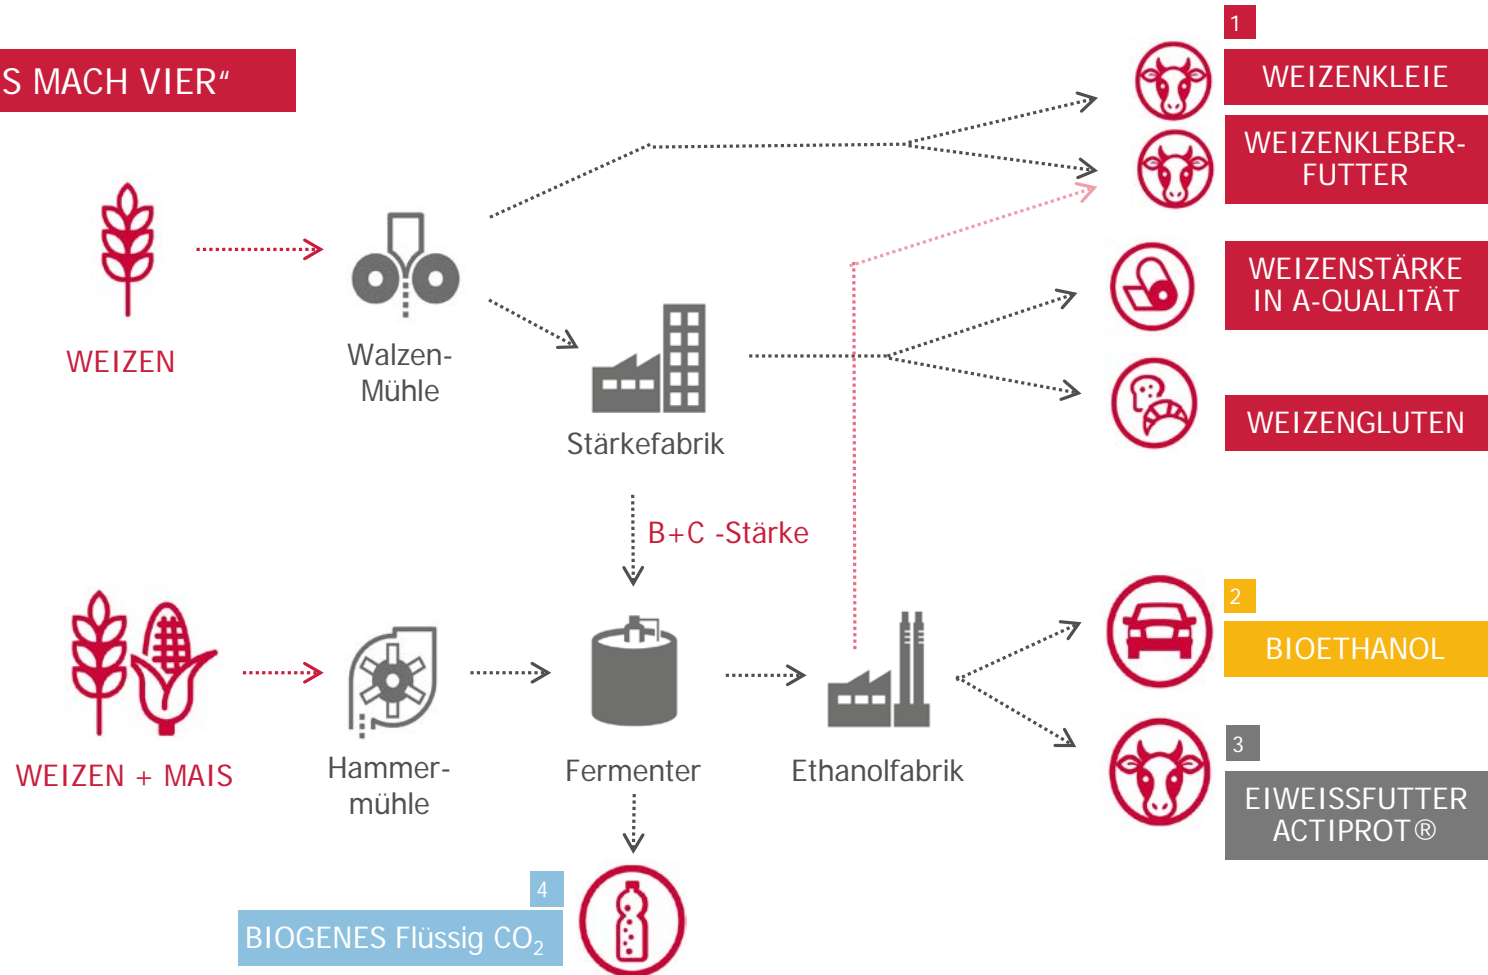 S MACH VIER“
1
WEIZENKLEIE
WEIZENKLEBER-
FUTTER
WEIZENSTÄRKE
IN A-QUALITÄT
WEIZENGLUTEN
WEIZEN
Walzen-
Mühle
Stärkefabrik
B+C -Stärke
WEIZEN + MAIS
Hammer-
mühle
Fermenter
Ethanolfabrik
2
BIOETHANOL
3
EIWEISSFUTTER
ACTIPROT®
4
BIOGENES Flüssig CO₂